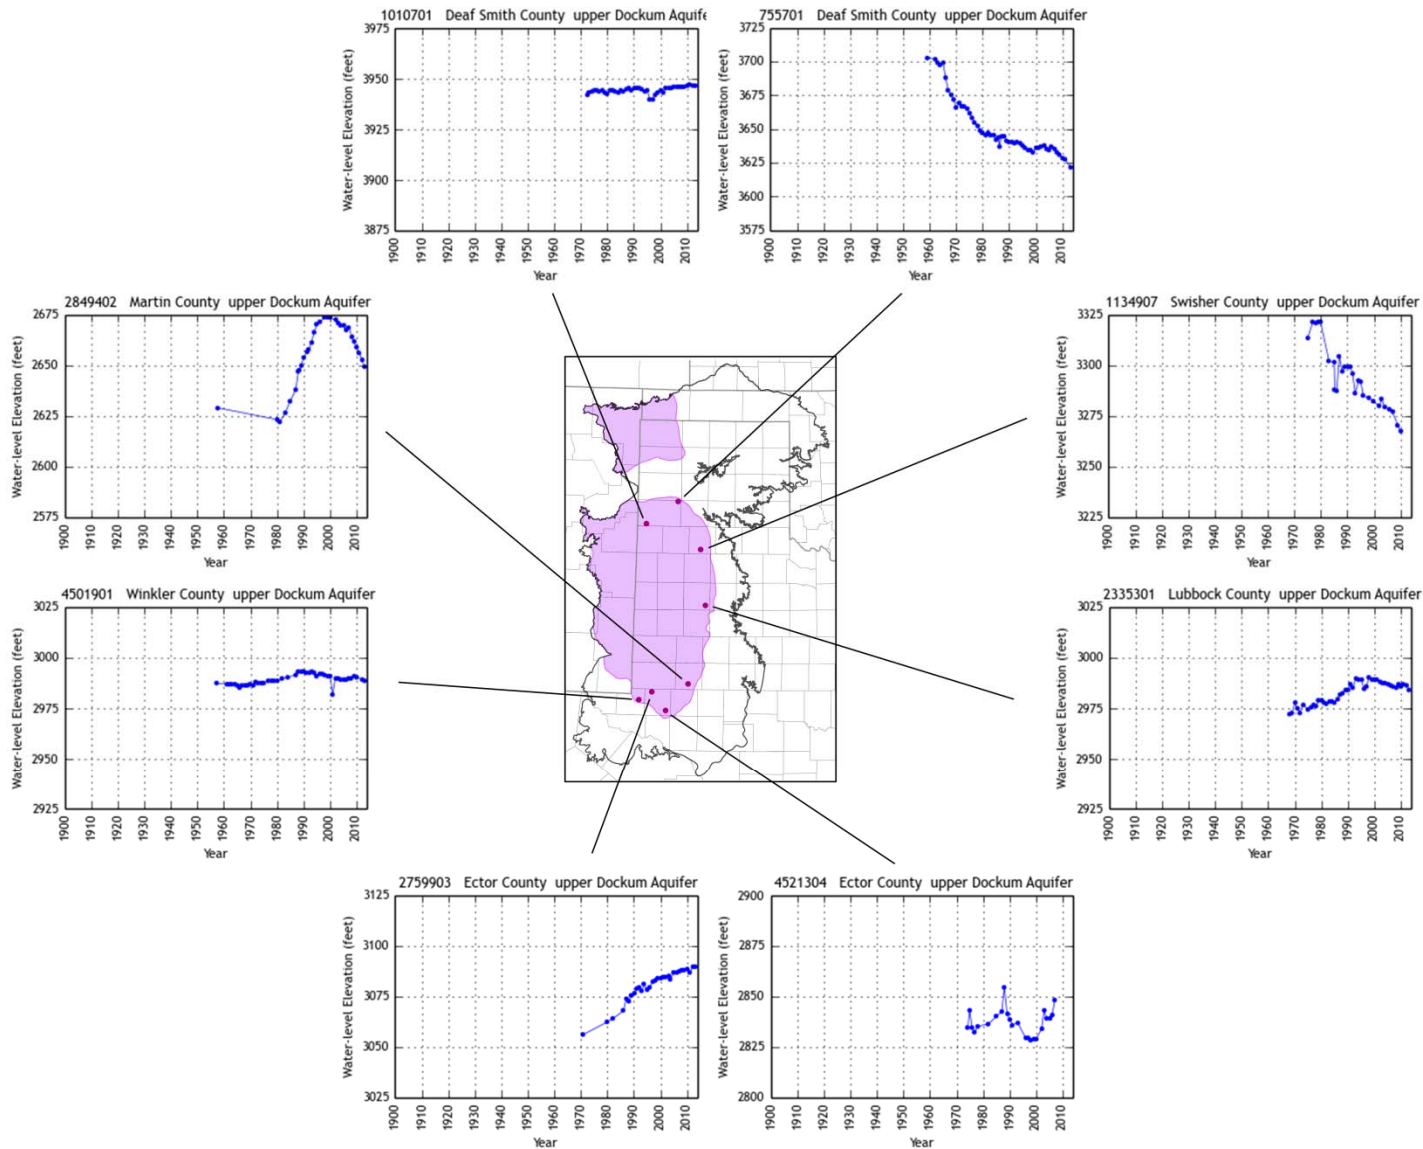 1010701 Deaf Smith County upper Dockum Aquife
Water-level Elevation (feet)
3975
3950
3925
3900
3875
1900 1910 1920 1930 1940 1950 1960 1970 1980 1990 2000 2010
Year
755701 Deaf Smith County upper Dockum Aquifer
Water-level Elevation (feet)
3725
3700
3675
3650
3625
3600
3575
1900 1910 1920 1930 1940 1950 1960 1970 1980 1990 2000 2010
Year
2849402 Martin County upper Dockum Aquifer
Water-level Elevation (feet)
2675
2650
2625
2600
2575
1900 1910 1920 1930 1940 1950 1960 1970 1980 1990 2000 2010
Year
1134907 Swisher County upper Dockum Aquifer
Water-level Elevation (feet)
3325
3300
3275
3250
3225
1900 1910 1920 1930 1940 1950 1960 1970 1980 1990 2000 2010
Year
4501901 Winkler County upper Dockum Aquifer
Water-level Elevation (feet)
3025
3000
2975
2950
2925
1900 1910 1920 1930 1940 1950 1960 1970 1980 1990 2000 2010
Year
2335301 Lubbock County upper Dockum Aquifer
Water-level Elevation (feet)
3025
3000
2975
2950
2925
1900 1910 1920 1930 1940 1950 1960 1970 1980 1990 2000 2010
Year
2759903 Ector County upper Dockum Aquifer
Water-level Elevation (feet)
3125
3100
3075
3050
3025
1900 1910 1920 1930 1940 1950 1960 1970 1980 1990 2000 2010
Year
4521304 Ector County upper Dockum Aquifer
Water-level Elevation (feet)
2900
2875
2850
2825
2800
1900 1910 1920 1930 1940 1950 1960 1970 1980 1990 2000 2010
Year